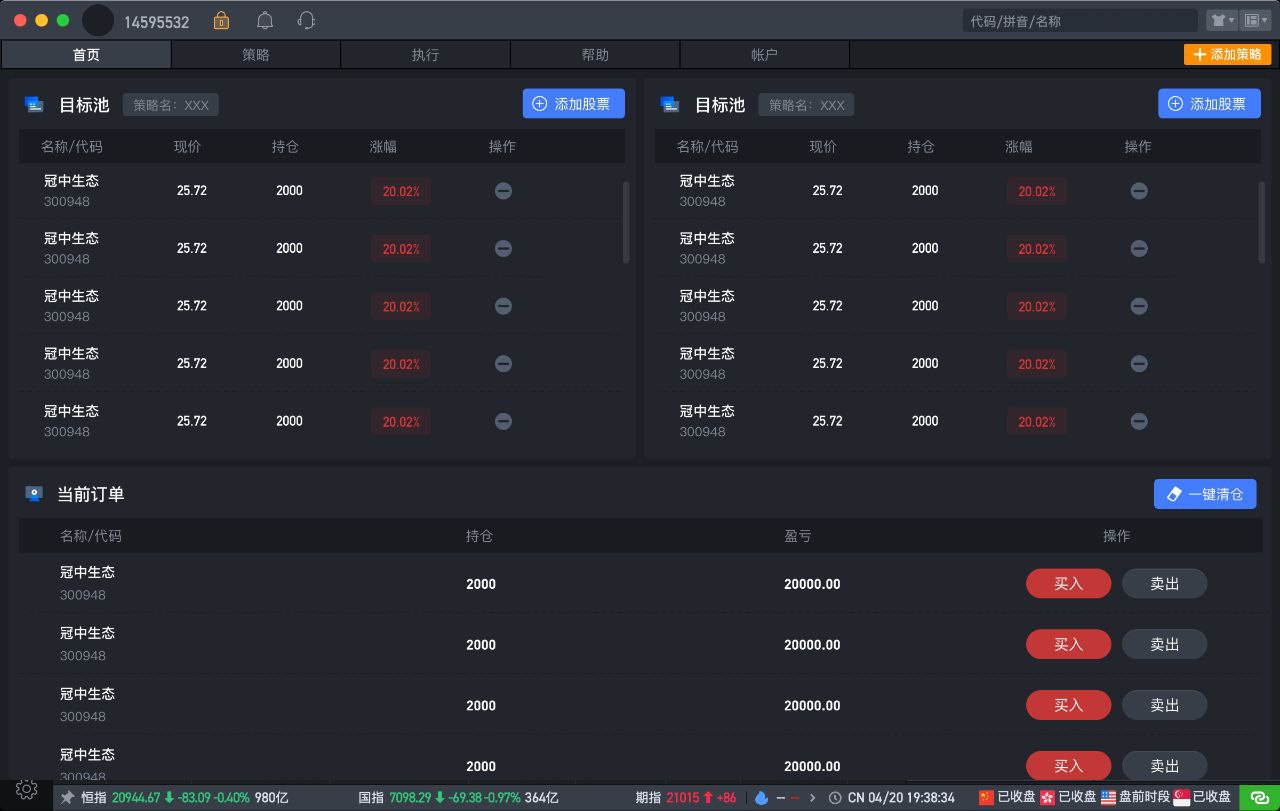 14595532 代码/拼音/名称
首页 策略 执行 帮助 帐户 添加策略
目标池 策略名：XXX 添加股票
名称/代码 现价 持仓 涨幅 操作
冠中生态 25.72 2000 20.02%
300948
冠中生态 25.72 2000 20.02%
300948
冠中生态 25.72 2000 20.02%
300948
冠中生态 25.72 2000 20.02%
300948
冠中生态 25.72 2000 20.02%
300948
目标池 策略名：XXX 添加股票
名称/代码 现价 持仓 涨幅 操作
冠中生态 25.72 2000 20.02%
300948
冠中生态 25.72 2000 20.02%
300948
冠中生态 25.72 2000 20.02%
300948
冠中生态 25.72 2000 20.02%
300948
冠中生态 25.72 2000 20.02%
300948
当前订单 一键清仓
名称/代码 持仓 盈亏 操作
冠中生态 2000 20000.00 买入 卖出
300948
冠中生态 2000 20000.00 买入 卖出
300948
冠中生态 2000 20000.00 买入 卖出
300948
冠中生态 2000 20000.00 买入 卖出
300948
恒指 20944.67 -83.09 -0.40% 980亿 国指 7098.29 -69.38 -0.97% 364亿 期指 21015 +86 -- -- CN 04/20 19:38:34 已收盘 已收盘 盘前时段 已收盘